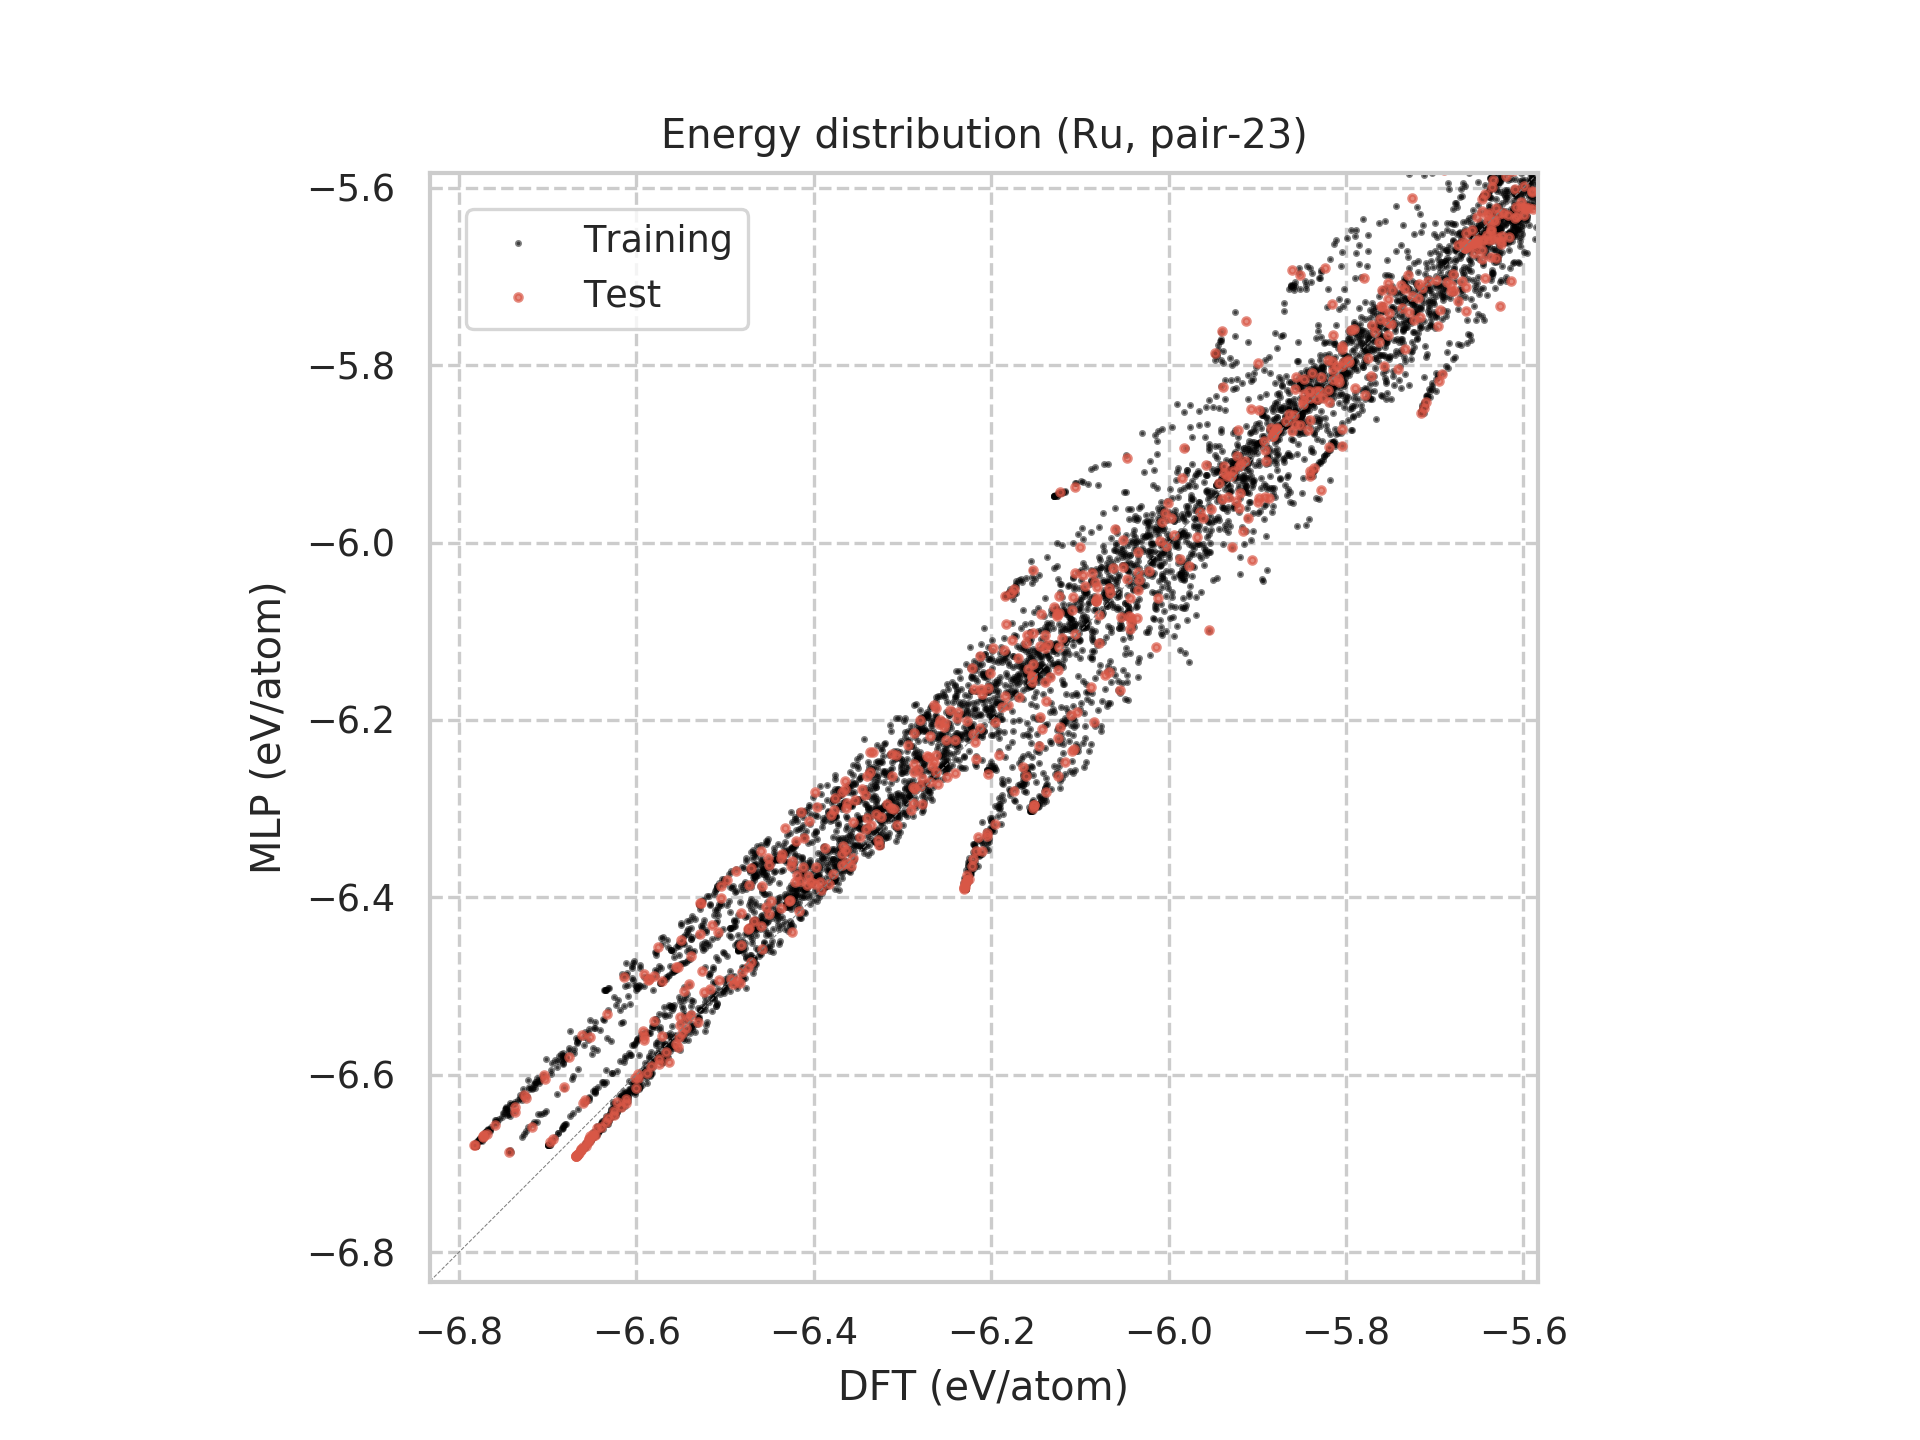 Energy distribution (Ru, pair-23)
Training
Test
−5.6
−5.8
−6.0
−6.2
−6.4
−6.6
−6.8
MLP (eV/atom)
−6.8 −6.6 −6.4 −6.2 −6.0 −5.8 −5.6
DFT (eV/atom)